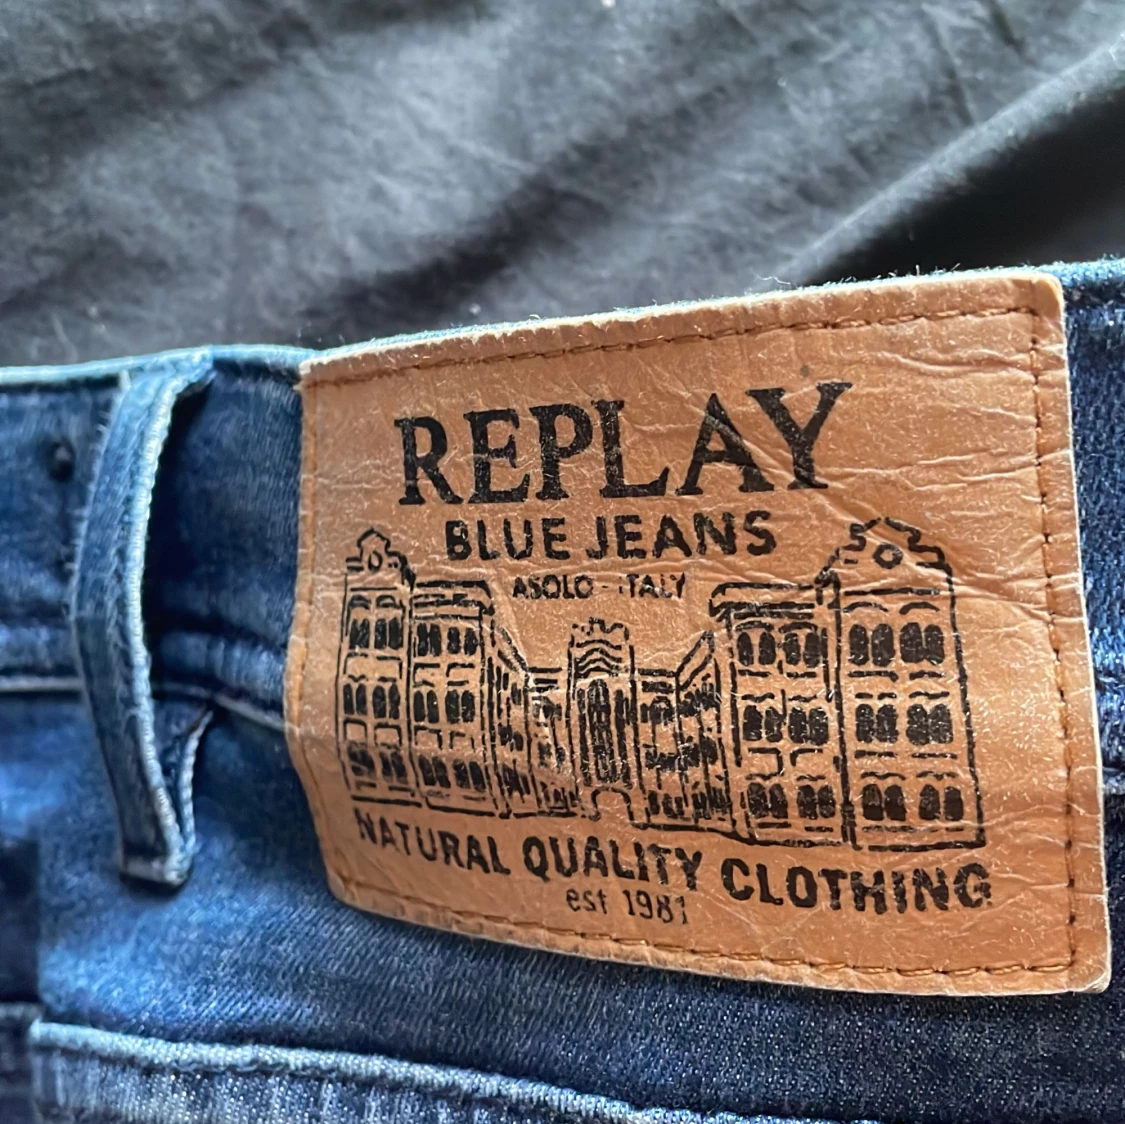 REPLAY
BLUE JEANS
ASOLO - ITALY
NATURAL QUALITY CLOTHING
est 1981